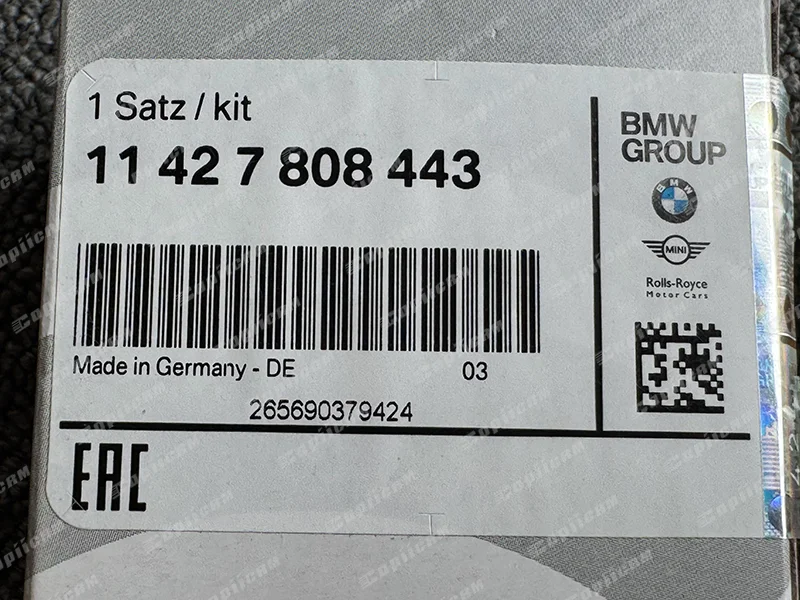 1 Satz / kit
11 42 7 808 443
Made in Germany - DE
03
265690379424
EAC
BMW
GROUP
BMW
MINI
Rolls-Royce
Motor Cars